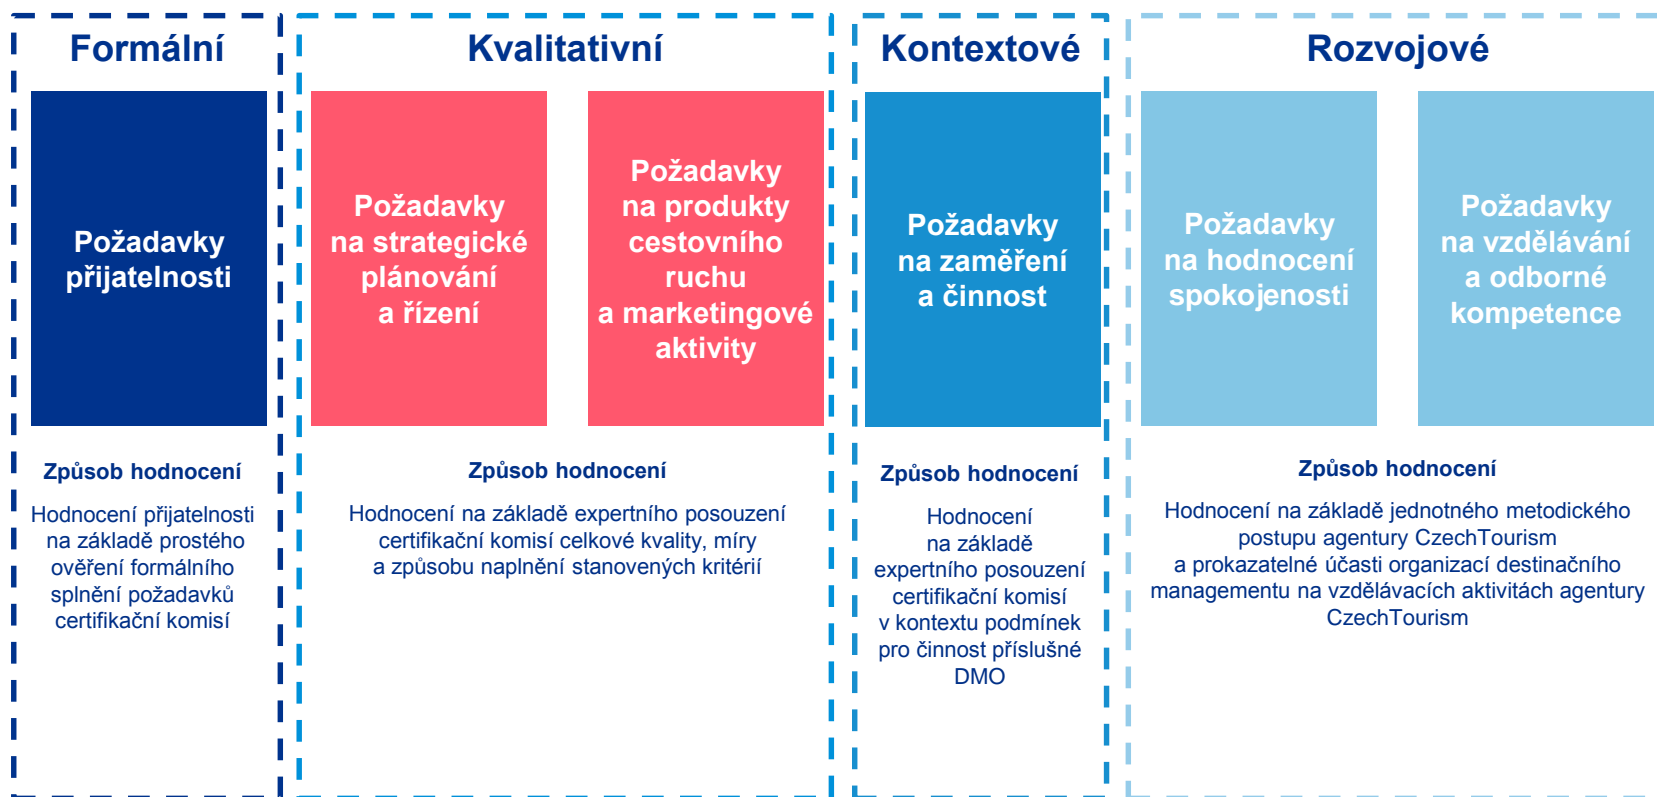 Formální
Požadavky
přijatelnosti
Způsob hodnocení
Hodnocení přijatelnosti
na základě prostého
ověření formálního
splnění požadavků
certifikační komisí
Kvalitativní
Požadavky
na strategické
plánování
a řízení
Požadavky
na produkty
cestovního
ruchu
a marketingové
aktivity
Způsob hodnocení
Hodnocení na základě expertního posouzení
certifikační komisí celkové kvality, míry
a způsobu naplnění stanovených kritérií
Kontextové
Požadavky
na zaměření
a činnost
Způsob hodnocení
Hodnocení
na základě
expertního posouzení
certifikační komisí
v kontextu podmínek
pro činnost příslušné
DMO
Rozvojové
Požadavky
na hodnocení
spokojenosti
Požadavky
na vzdělávání
a odborné
kompetence
Způsob hodnocení
Hodnocení na základě jednotného metodického
postupu agentury CzechTourism
a prokazatelné účasti organizací destinačního
managementu na vzdělávacích aktivitách agentury
CzechTourism